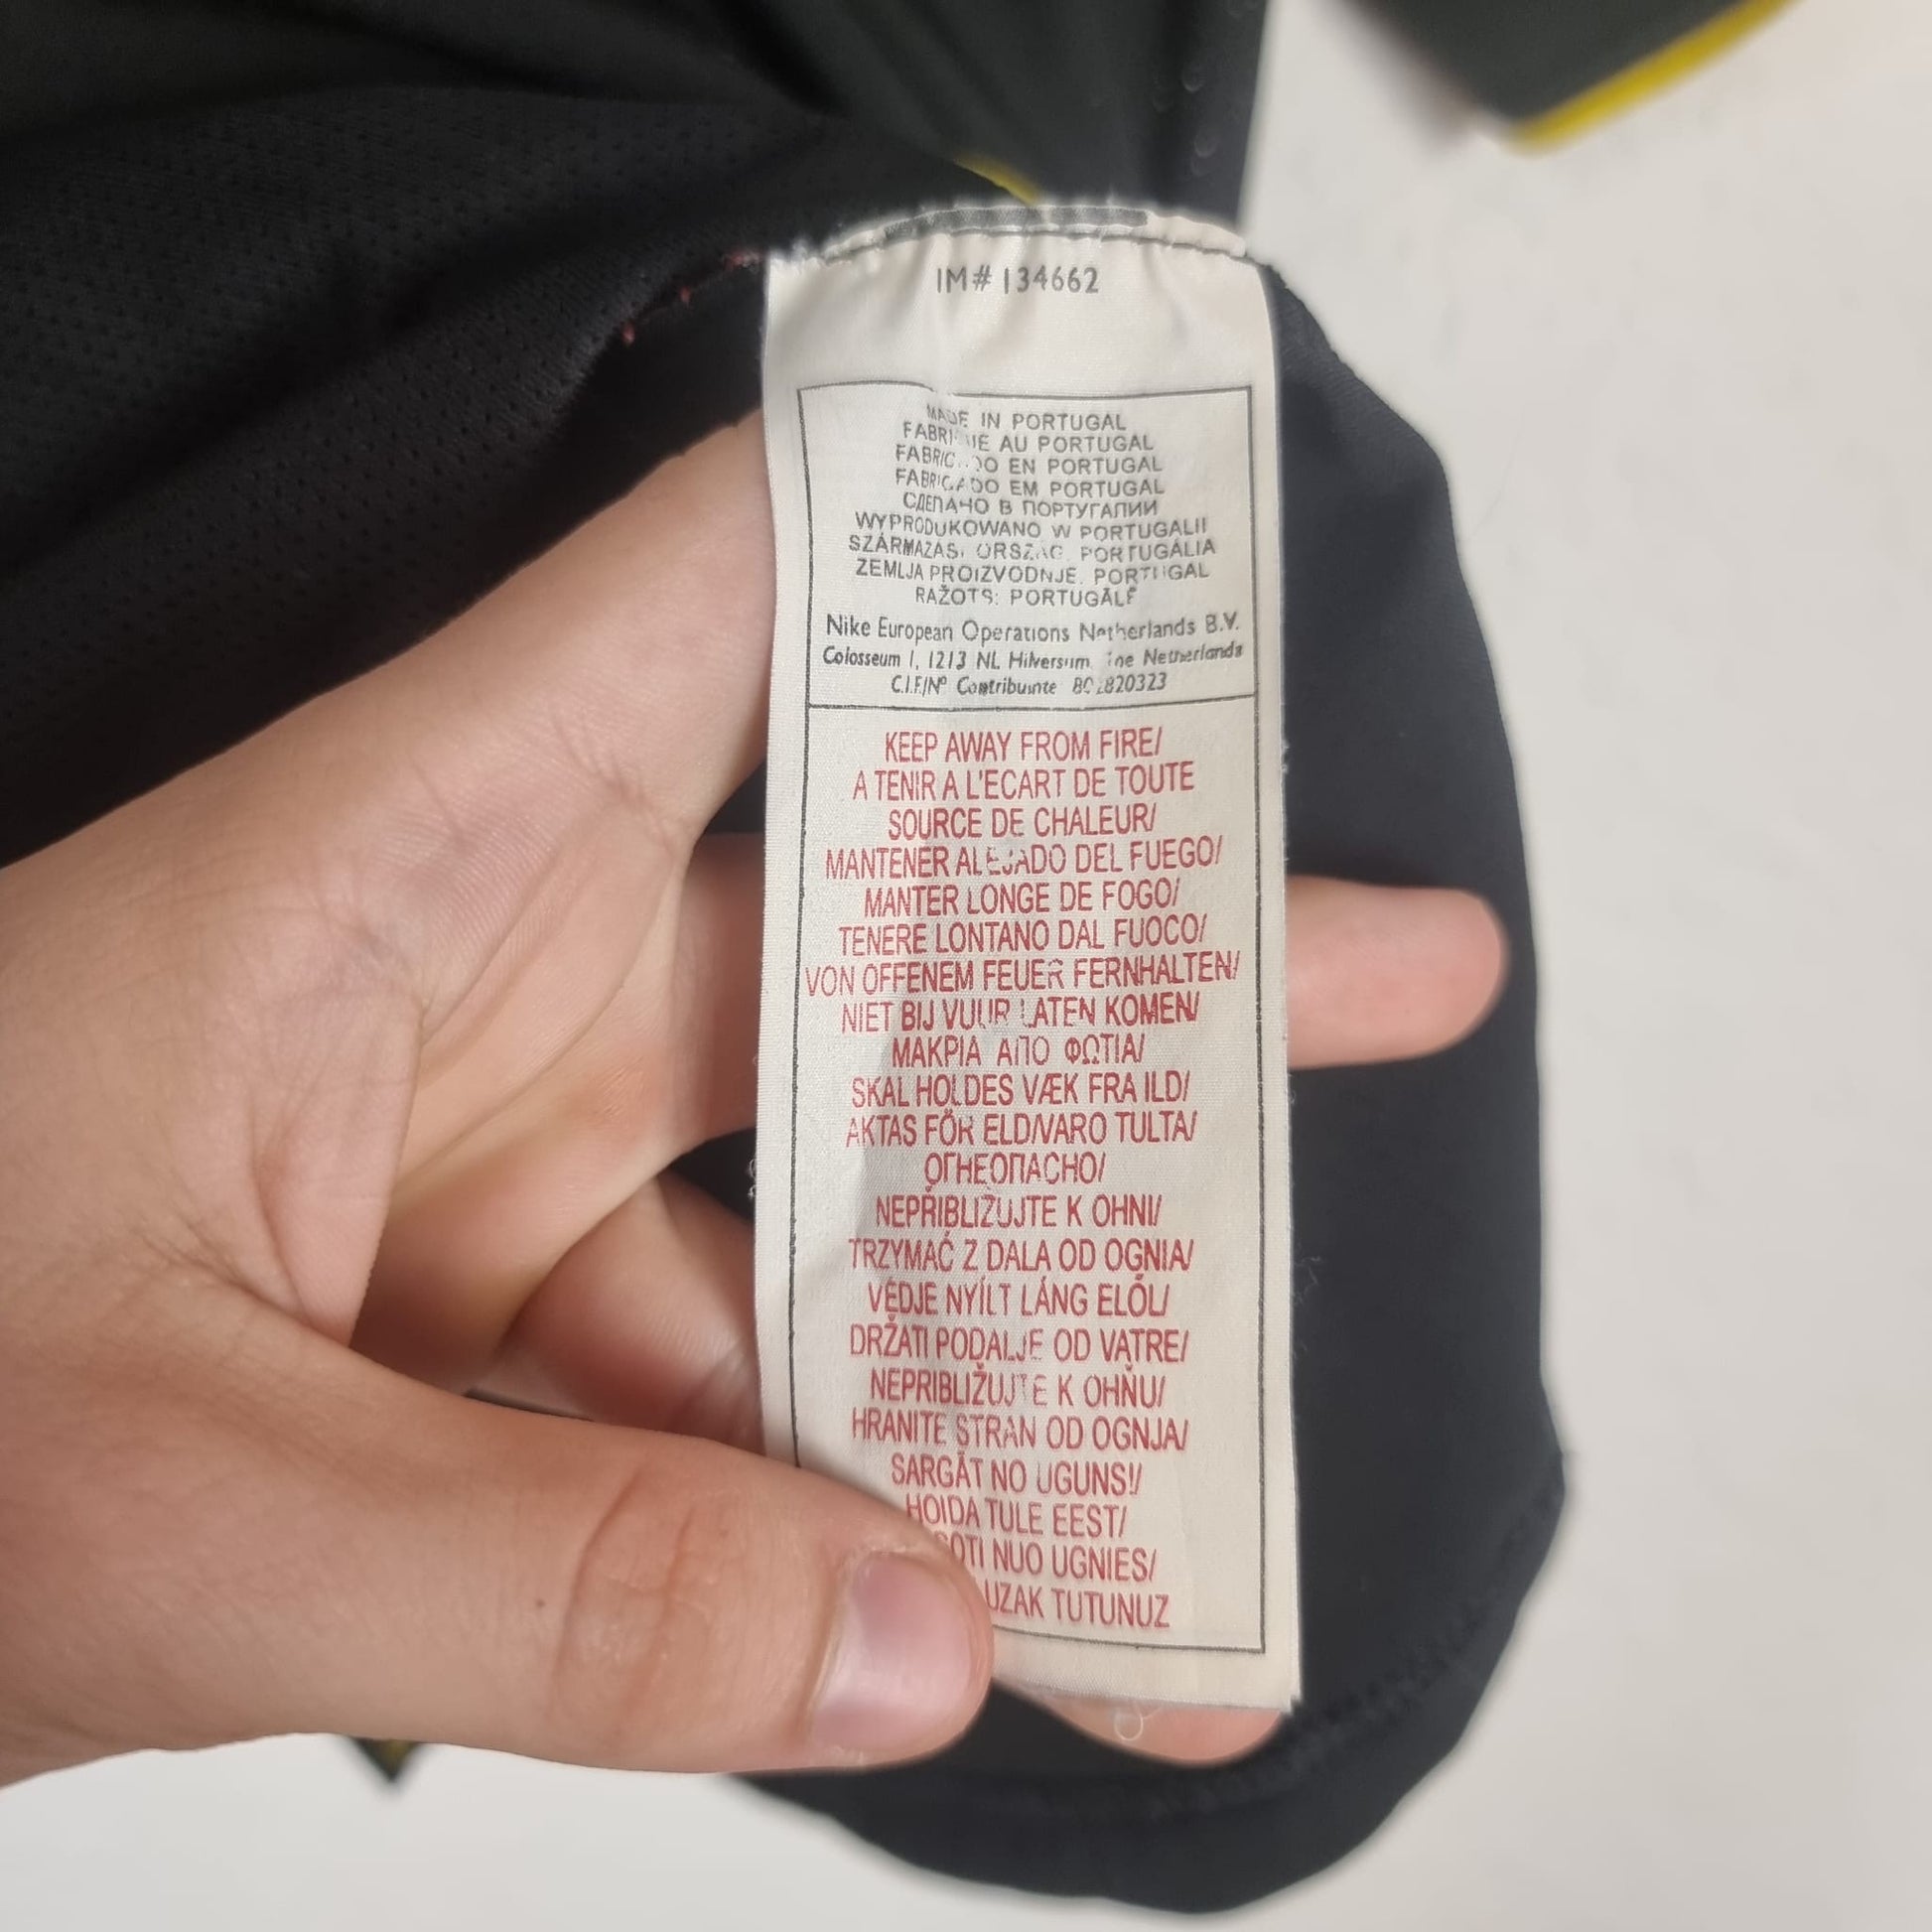 IM# 134662
MADE IN PORTUGAL
AU PORTUGAL
EN PORTUGAL
FABRICADO EM PORTUGAL
СДЕЛАНО В ПОРТУГАЛИИ
WYPRODUKOWANO W PORTUGALII
PORTUGÁLIA
ZEMLJA PROIZVODNJE: PORTUGAL
RAŽOTS: PORTUGĀLĒ
Nike European Operations Netherlands B.V.
Colosseum 1, 1213 NL Hilversum, The Netherlands
C.I.F./Nº Contribuinte
KEEP AWAY FROM FIRE/
A TENIR A L'ECART DE TOUTE
SOURCE DE CHALEUR/
MANTENER ALEJADO DEL FUEGO/
MANTER LONGE DE FOGO/
TENERE LONTANO DAL FUOCO/
VON OFFENEM FEUER FERNHALTEN/
NIET BIJ VUUR LATEN KOMEN/
ΜΑΚΡΙΑ ΑΠΟ ΦΩΤΙΑ/
SKAL HOLDES VÆK FRA ILD/
AKTAS FÖR ELD/VARO TULTA/
ОГНЕОПАСНО/
NEPŘIBLIŽUJTE K OHNI/
TRZYMAĆ Z DALA OD OGNIA/
VÉDJE NYÍLT LÁNG ELŐL/
DRŽATI PODALJE OD VATRE/
NEPRIBLIŽUJTE K OHŇU/
HRANITE STRAN OD OGNJA/
SARGĀT NO UGUNS!/
HOIDA TULE EEST/
NUO UGNIES/
UZAK TUTUNUZ